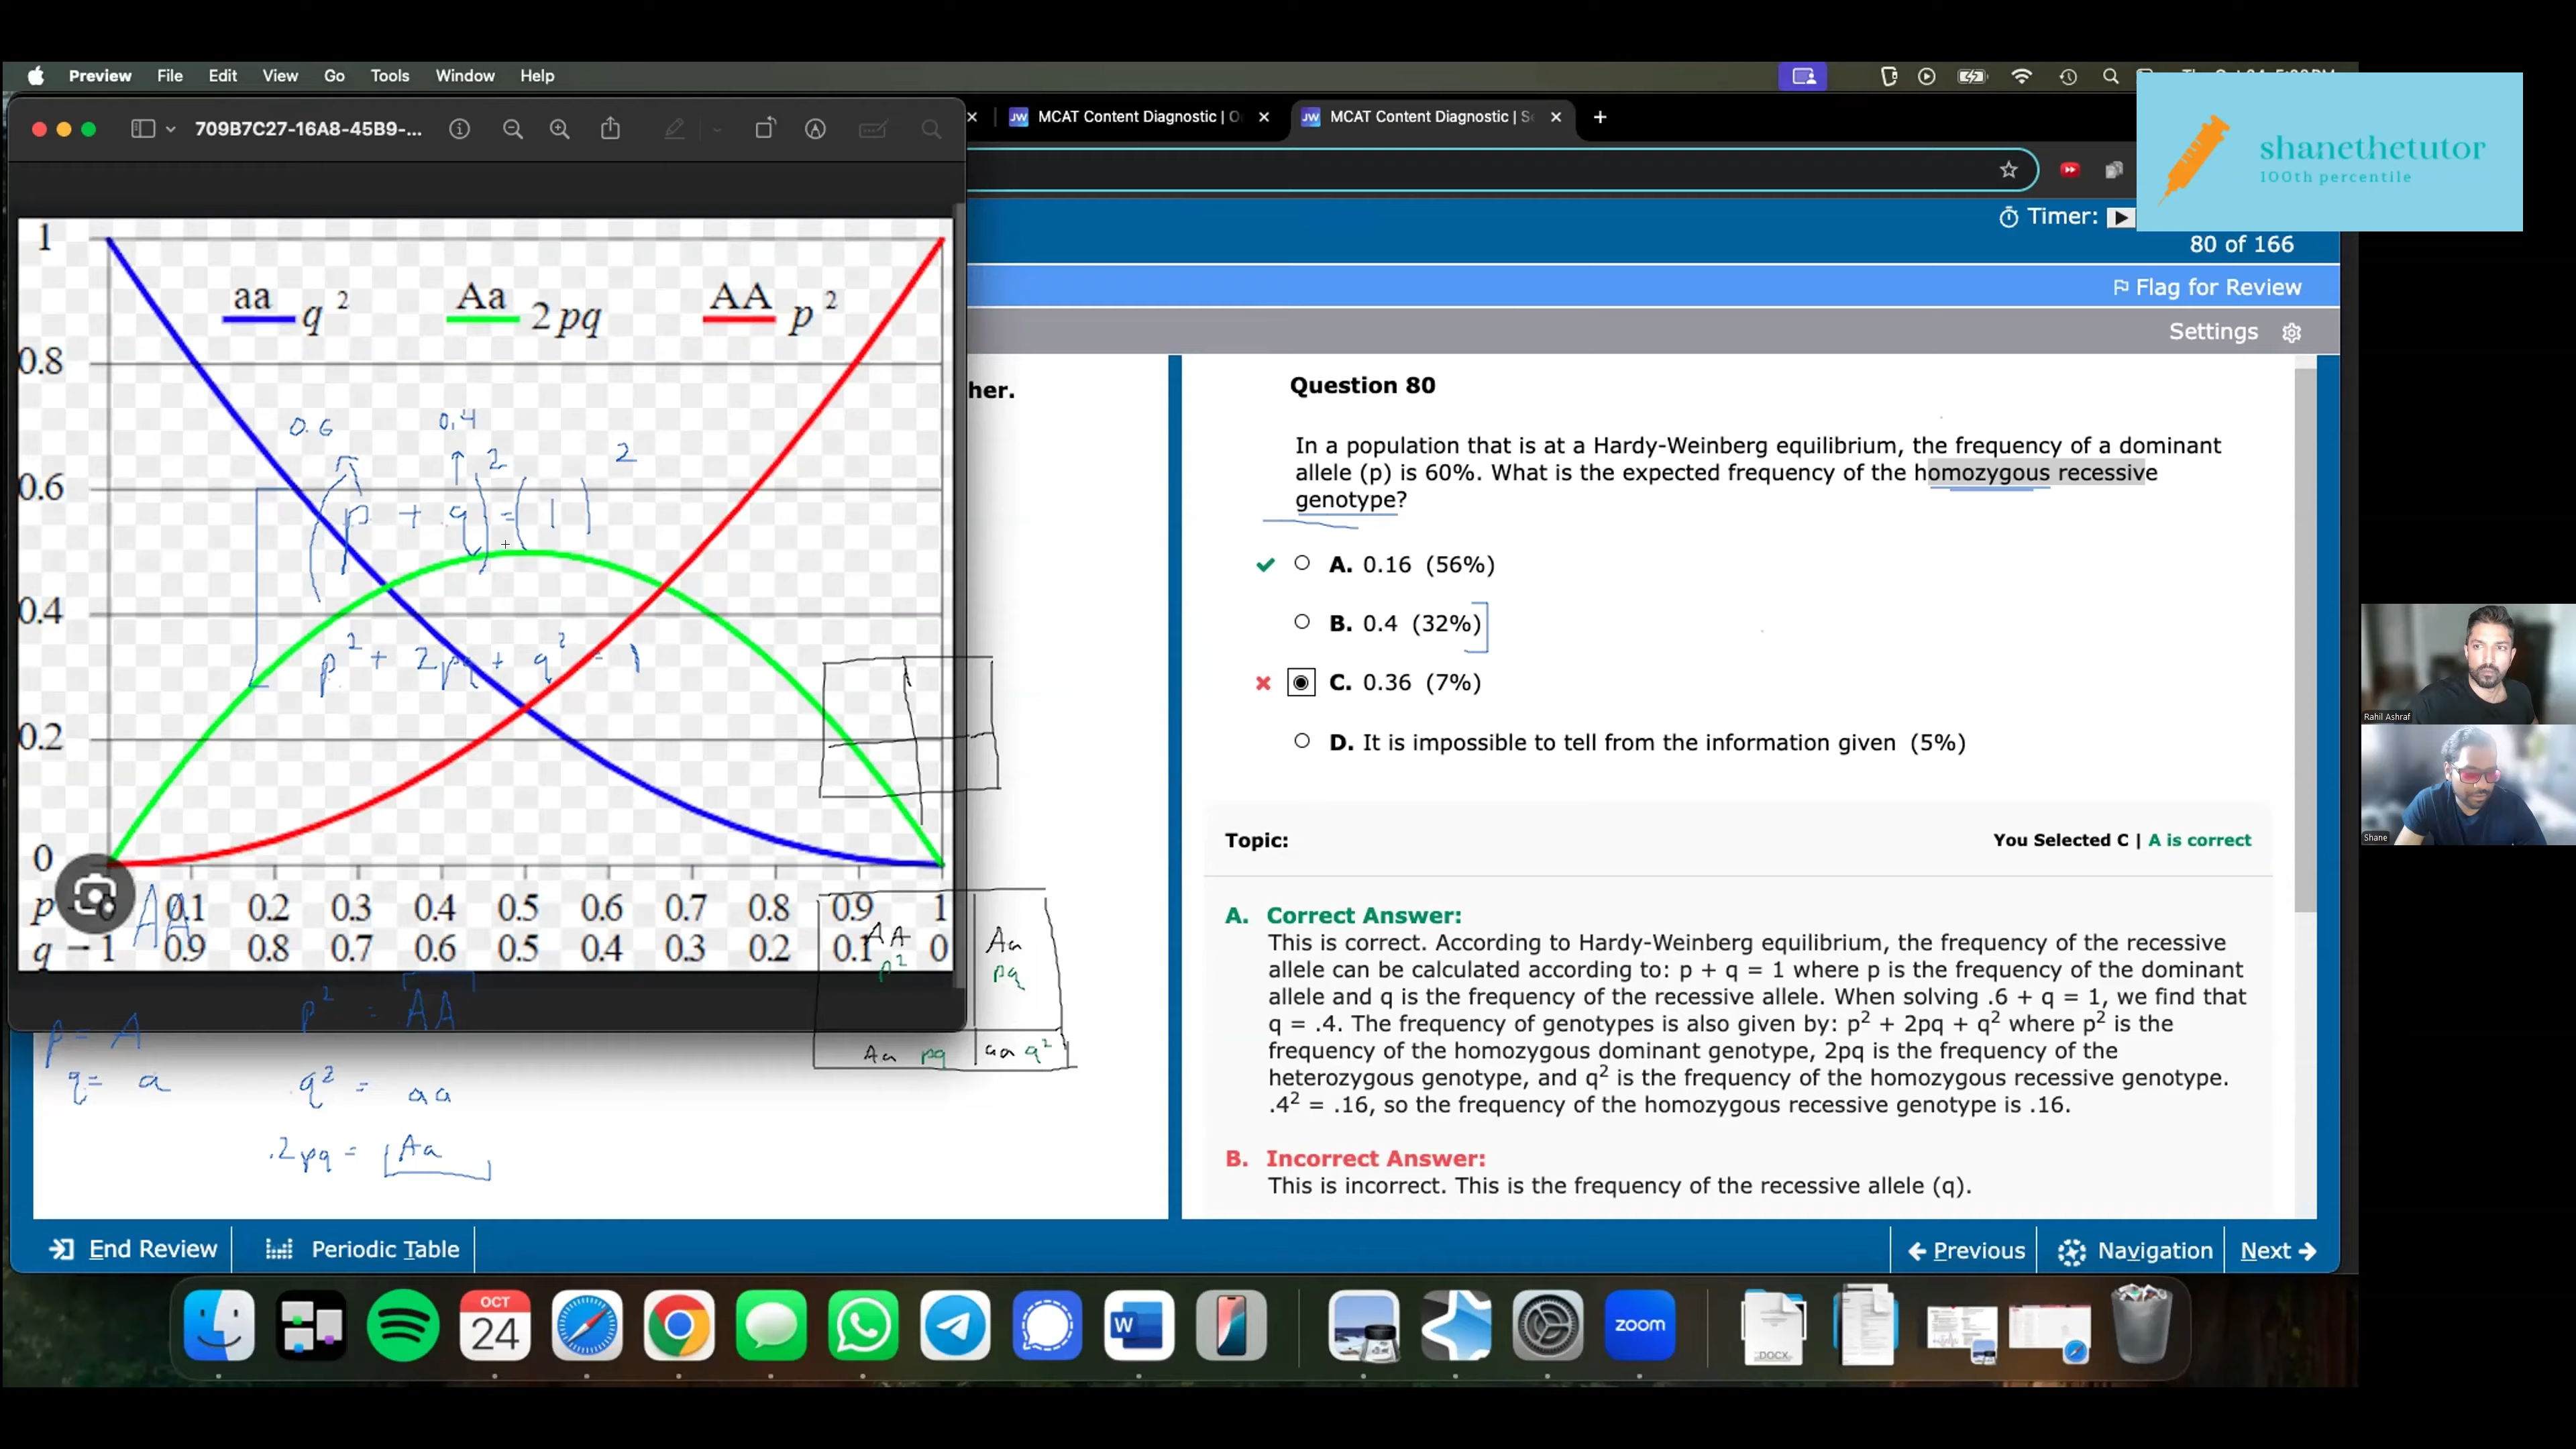 Preview File Edit View Go Tools Window Help
709B7C27-16A8-45B9-...
JW MCAT Content Diagnostic | O
JW MCAT Content Diagnostic | Se
shanethetutor
100th percentile
Timer:
80 of 166
Flag for Review
Settings
1
0.8
0.6
0.4
0.2
0
aa q 2
Aa 2pq
AA p 2
0.6
0.4
(p + q)2 = (1)2
p2 + 2pq + q2 = 1
p 0.1 0.2 0.3 0.4 0.5 0.6 0.7 0.8 0.9 1
q – 1 0.9 0.8 0.7 0.6 0.5 0.4 0.3 0.2 0.1 0
AA
p = A
q = a
p2 = AA
q2 = aa
2pq = Aa
AA p2
Aa pq
Aa pq
aa q2
her.
Question 80
In a population that is at a Hardy-Weinberg equilibrium, the frequency of a dominant
allele (p) is 60%. What is the expected frequency of the homozygous recessive
genotype?
A. 0.16 (56%)
B. 0.4 (32%)
C. 0.36 (7%)
D. It is impossible to tell from the information given (5%)
Topic:
You Selected C | A is correct
A. Correct Answer:
This is correct. According to Hardy-Weinberg equilibrium, the frequency of the recessive
allele can be calculated according to: p + q = 1 where p is the frequency of the dominant
allele and q is the frequency of the recessive allele. When solving .6 + q = 1, we find that
q = .4. The frequency of genotypes is also given by: p² + 2pq + q² where p² is the
frequency of the homozygous dominant genotype, 2pq is the frequency of the
heterozygous genotype, and q² is the frequency of the homozygous recessive genotype.
.4² = .16, so the frequency of the homozygous recessive genotype is .16.
B. Incorrect Answer:
This is incorrect. This is the frequency of the recessive allele (q).
End Review
Periodic Table
Previous
Navigation
Next
Rahil Ashraf
Shane
OCT
24
W
zoom
.DOCX